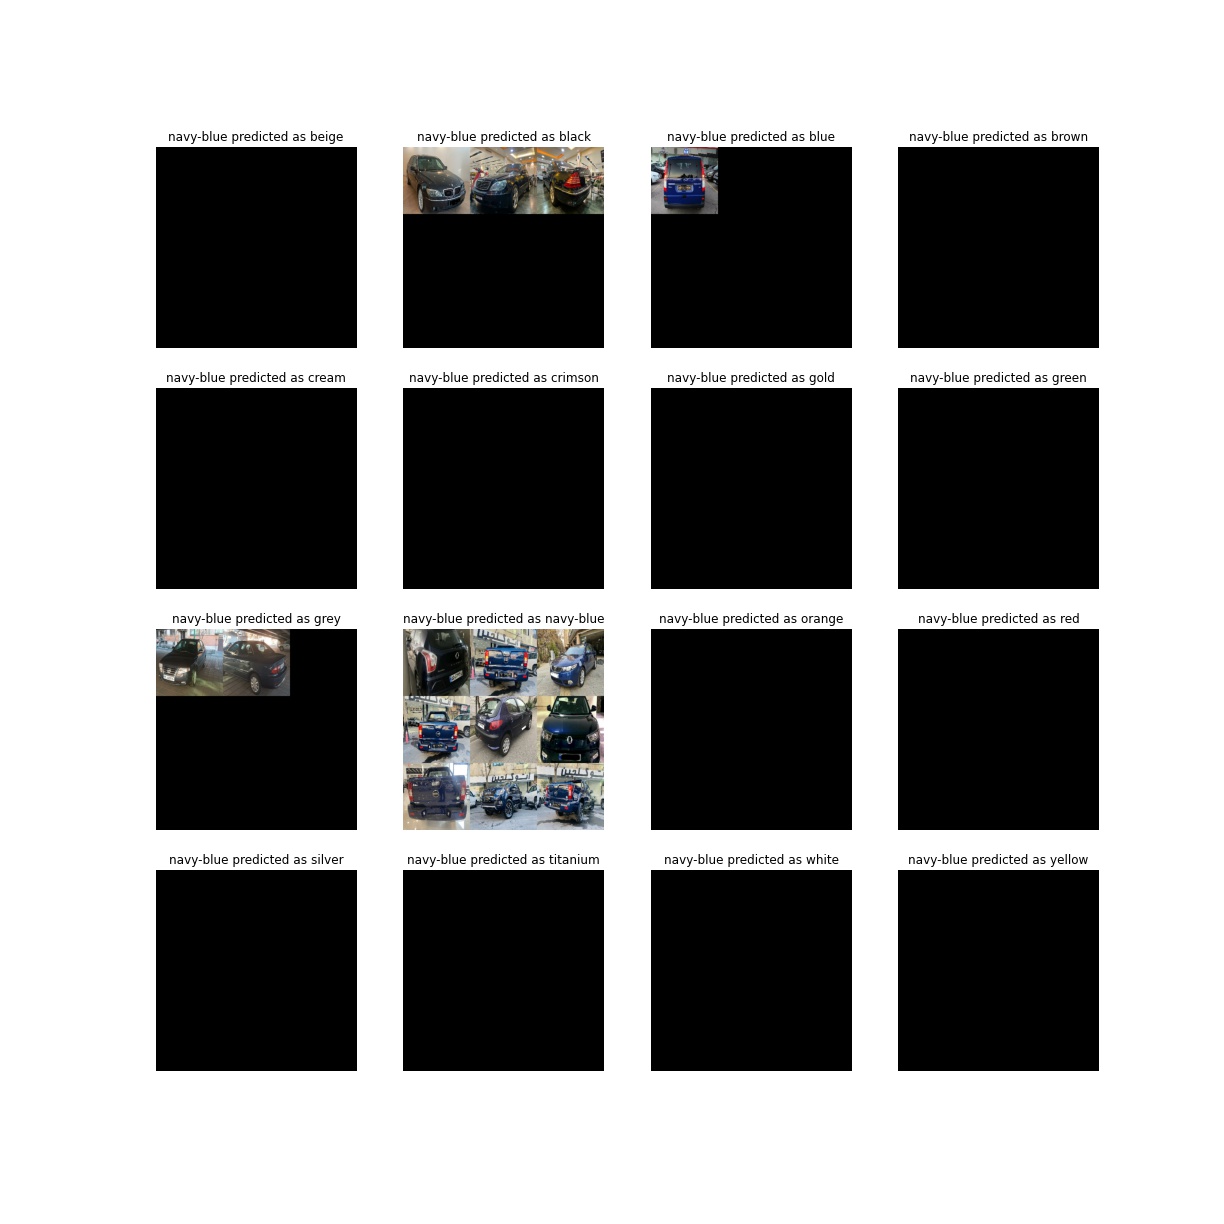 navy-blue predicted as beige
navy-blue predicted as black
navy-blue predicted as blue
navy-blue predicted as brown
navy-blue predicted as cream
navy-blue predicted as crimson
navy-blue predicted as gold
navy-blue predicted as green
navy-blue predicted as grey
navy-blue predicted as navy-blue
navy-blue predicted as orange
navy-blue predicted as red
navy-blue predicted as silver
navy-blue predicted as titanium
navy-blue predicted as white
navy-blue predicted as yellow